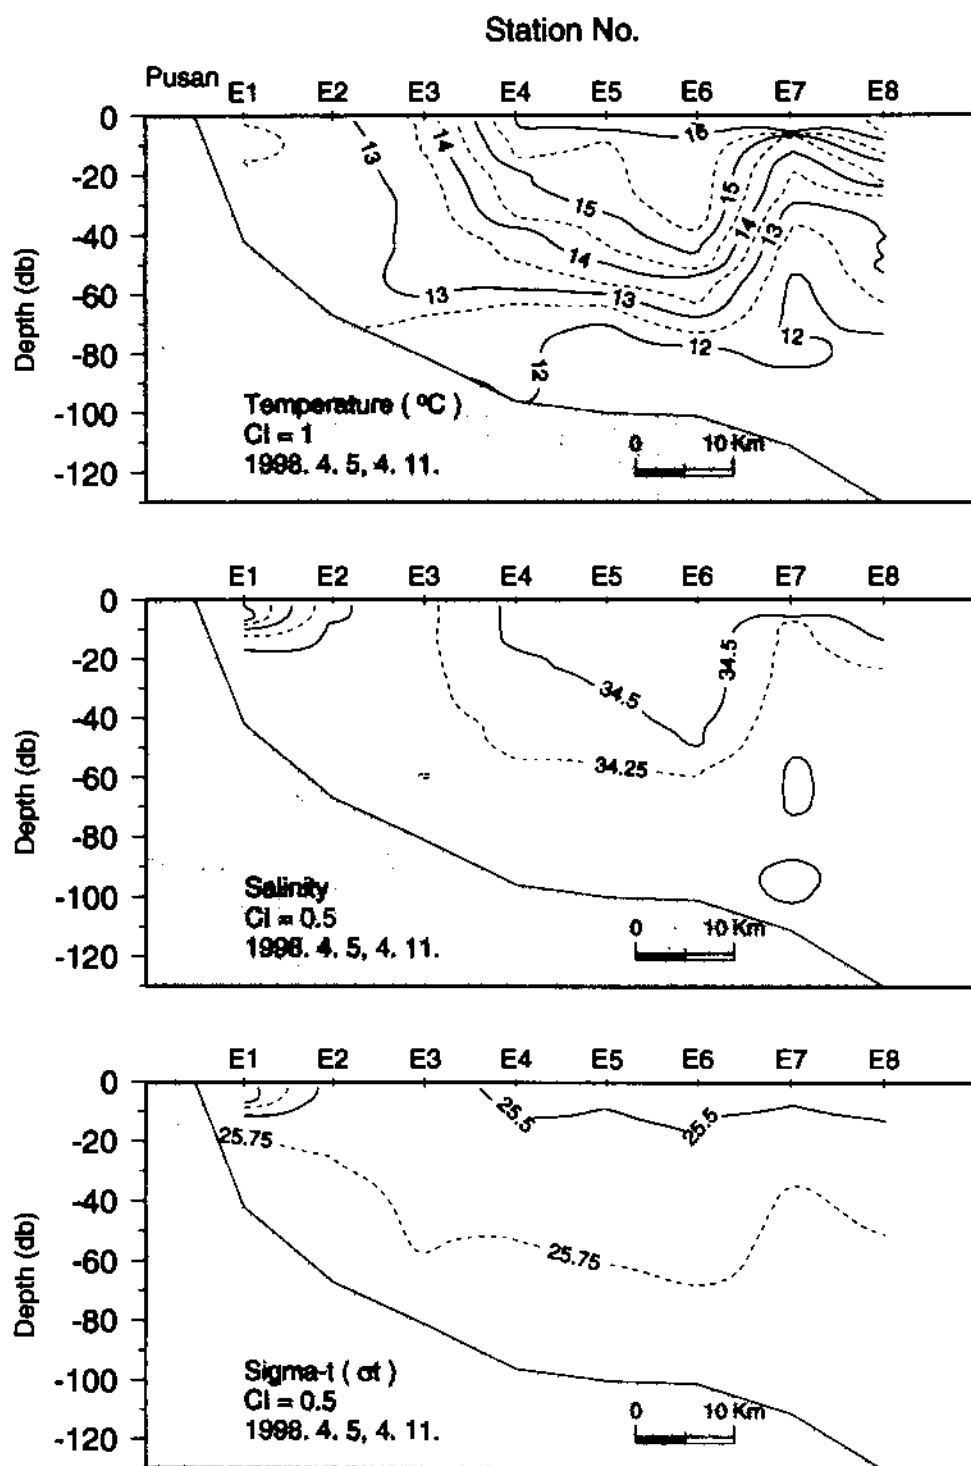 Station No.
Pusan E1 E2 E3 E4 E5 E6 E7 E8
0
-20
-40
-60
-80
-100
-120
Depth (db)
13
14
16
15
15
14
14
13
13
13
12
12
12
Temperature ( ºC )
CI = 1
1998. 4. 5, 4. 11.
0 10 Km
E1 E2 E3 E4 E5 E6 E7 E8
0
-20
-40
-60
-80
-100
-120
Depth (db)
34.5
34.5
34.25
Salinity
CI = 0.5
1998. 4. 5, 4. 11.
0 10 Km
E1 E2 E3 E4 E5 E6 E7 E8
0
-20
-40
-60
-80
-100
-120
Depth (db)
25.5
25.5
25.75
25.75
Sigma-t ( σt )
CI = 0.5
1998. 4. 5, 4. 11.
0 10 Km